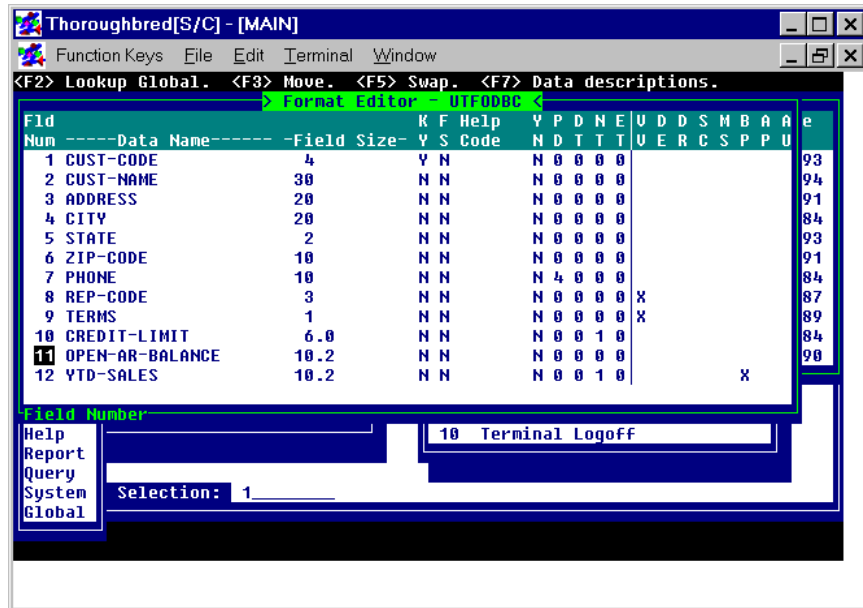 Thoroughbred[S/C] - [MAIN]
Function Keys File Edit Terminal Window
<F2> Lookup Global. <F3> Move. <F5> Swap. <F7> Data descriptions.
> Format Editor - UTFODBC <
Fld K F Help Y P D N E V D D S M B A A e
Num -----Data Name------ -Field Size- Y S Code N D T T T V E R C S P P U
1 CUST-CODE 4 Y N N 0 0 0 0 93
2 CUST-NAME 30 N N N 0 0 0 0 94
3 ADDRESS 20 N N N 0 0 0 0 91
4 CITY 20 N N N 0 0 0 0 84
5 STATE 2 N N N 0 0 0 0 93
6 ZIP-CODE 10 N N N 0 0 0 0 91
7 PHONE 10 N N N 4 0 0 0 84
8 REP-CODE 3 N N N 0 0 0 0 X 87
9 TERMS 1 N N N 0 0 0 0 X 89
10 CREDIT-LIMIT 6.0 N N N 0 0 1 0 84
11 OPEN-AR-BALANCE 10.2 N N N 0 0 0 0 90
12 YTD-SALES 10.2 N N N 0 0 1 0 X
Field Number
Help 10 Terminal Logoff
Report
Query
System Selection: 1_________
Global